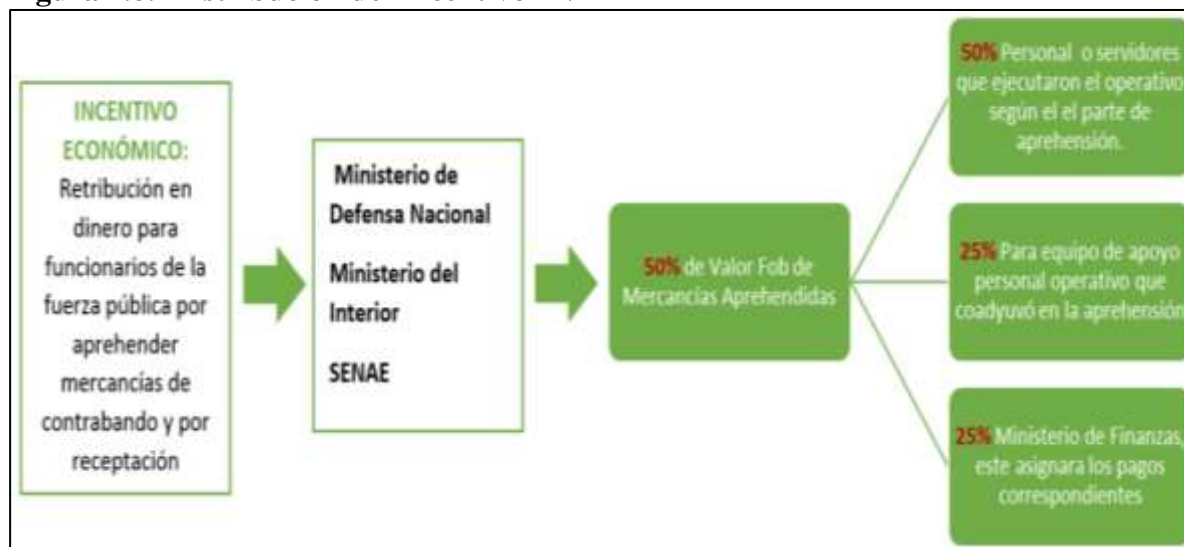 INCENTIVO
ECONÓMICO:
Retribución en
dinero para
funcionarios de la
fuerza pública por
aprehender
mercancías de
contrabando y por
receptación
Ministerio de
Defensa Nacional
Ministerio del
Interior
SENAE
50% de Valor Fob de
Mercancías Aprehendidas
50% Personal o servidores
que ejecutaron el operativo
según el el parte de
aprehensión.
25% Para equipo de apoyo
personal operativo que
coadyuvó en la aprehensión
25% Ministerio de Finanzas,
este asignara los pagos
correspondientes